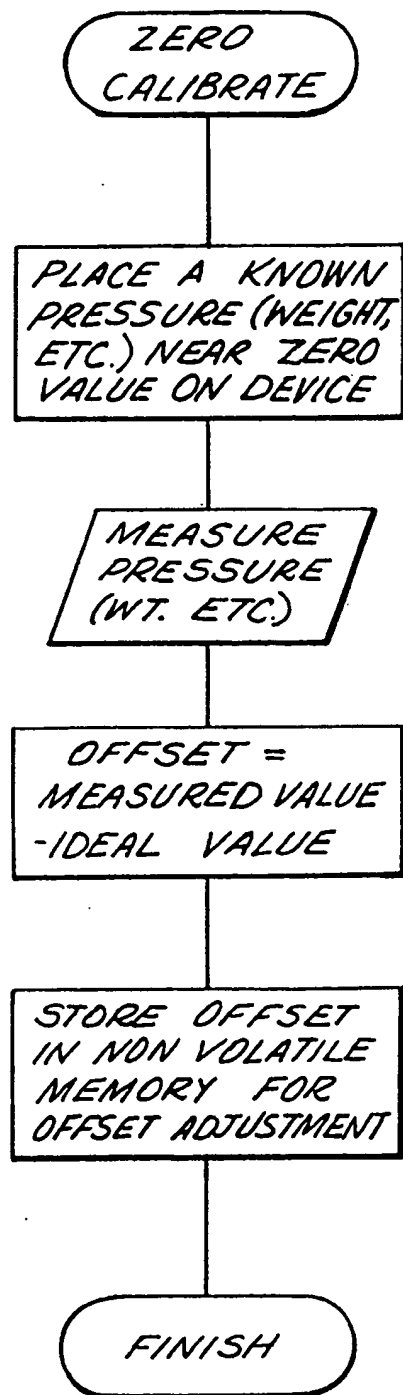 ZERO
CALIBRATE
PLACE A KNOWN
PRESSURE (WEIGHT,
ETC.) NEAR ZERO
VALUE ON DEVICE
MEASURE
PRESSURE
(WT. ETC.)
OFFSET =
MEASURED VALUE
-IDEAL VALUE
STORE OFFSET
IN NON VOLATILE
MEMORY FOR
OFFSET ADJUSTMENT
FINISH